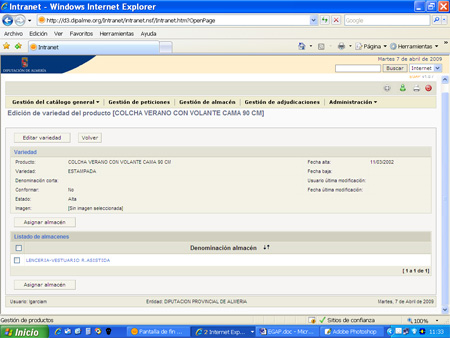 Intranet - Windows Internet Explorer
http://d3.dipalme.org/Intranet/intranet.nsf/Intranet.htm?OpenPage
Google
Archivo Edición Ver Favoritos Herramientas Ayuda
Intranet
Página Herramientas
DIPUTACIÓN DE ALMERÍA
Martes, 7 de abril de 2009
Buscar Internet
Gestión del catálogo general Gestión de peticiones Gestión de almacén Gestión de adjudicaciones Administración
Edición de variedad del producto [COLCHA VERANO CON VOLANTE CAMA 90 CM]
Editar variedad Volver
Variedad
Producto: COLCHA VERANO CON VOLANTE CAMA 90 CM Fecha alta: 11/03/2002
Variedad: ESTAMPADA Fecha baja:
Denominación corta: Usuario última modificación:
Conformar: No Fecha última modificación:
Estado: Alta
Imagen: [Sin imagen seleccionada]
Asignar almacén
Listado de almacenes
Denominación almacén
LENCERIA-VESTUARIO R.ASISTIDA
[1 a 1 de 1]
Asignar almacén
Usuario: lgarciam Entidad: DIPUTACION PROVINCIAL DE ALMERIA Martes, 7 de Abril de 2009
Gestión de productos Sitios de confianza 100%
Inicio Pantalla de fin ... 2 Internet Exp... EGAP.doc - Micr... Adobe Photoshop 11:33